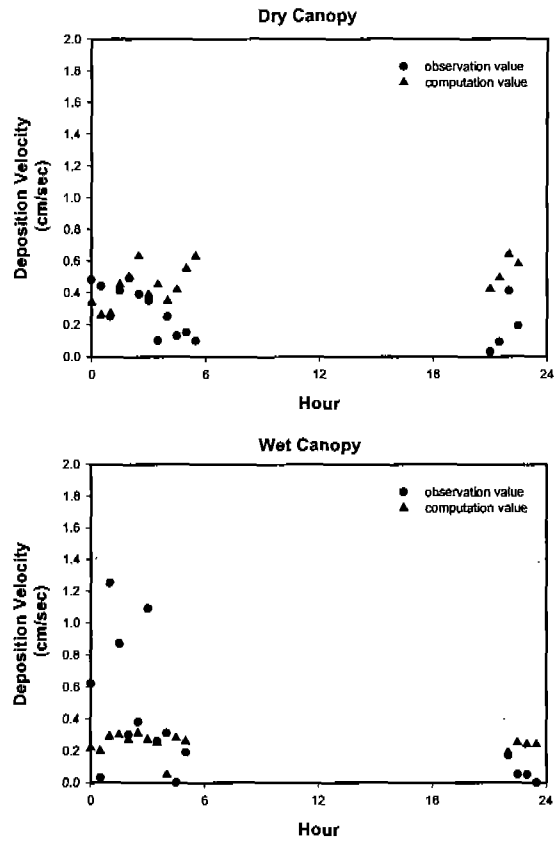 Dry Canopy
2.0
1.8
1.6
1.4
1.2
1.0
0.8
0.6
0.4
0.2
0.0
Deposition Velocity
(cm/sec)
observation value
computation value
0 6 12 18 24
Hour
Wet Canopy
2.0
1.8
1.6
1.4
1.2
1.0
0.8
0.6
0.4
0.2
0.0
Deposition Velocity
(cm/sec)
observation value
computation value
0 6 12 18 24
Hour